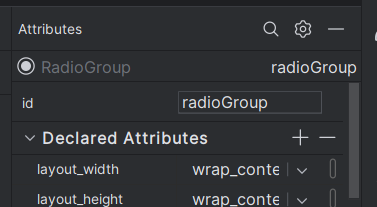 Attributes
RadioGroup radioGroup
id radioGroup
Declared Attributes
layout_width wrap_conte
layout_height wrap_conte